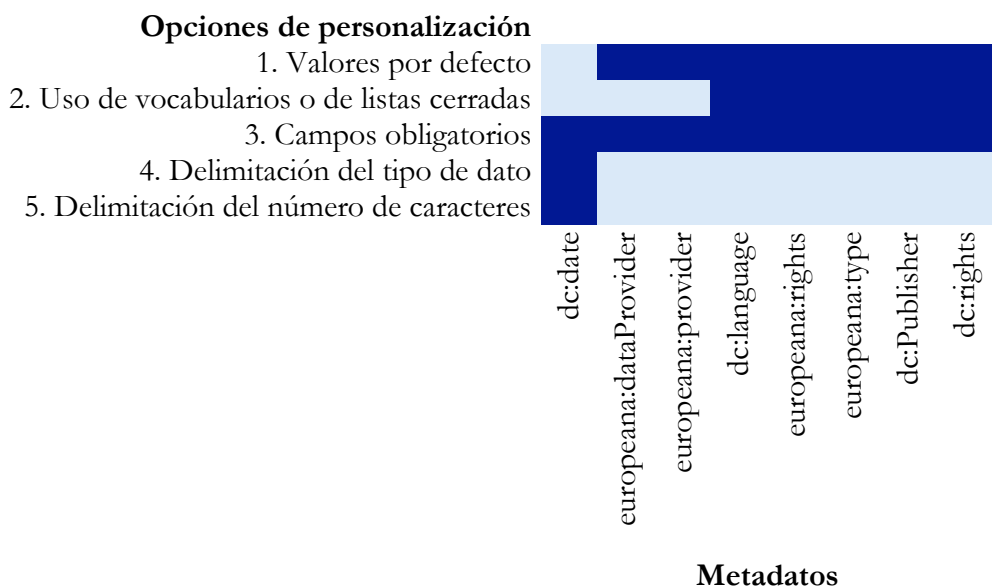 Opciones de personalización
1. Valores por defecto
2. Uso de vocabularios o de listas cerradas
3. Campos obligatorios
4. Delimitación del tipo de dato
5. Delimitación del número de caracteres
dc:date
europeana:dataProvider
europeana:provider
dc:language
europeana:rights
europeana:type
dc:Publisher
dc:rights
Metadatos